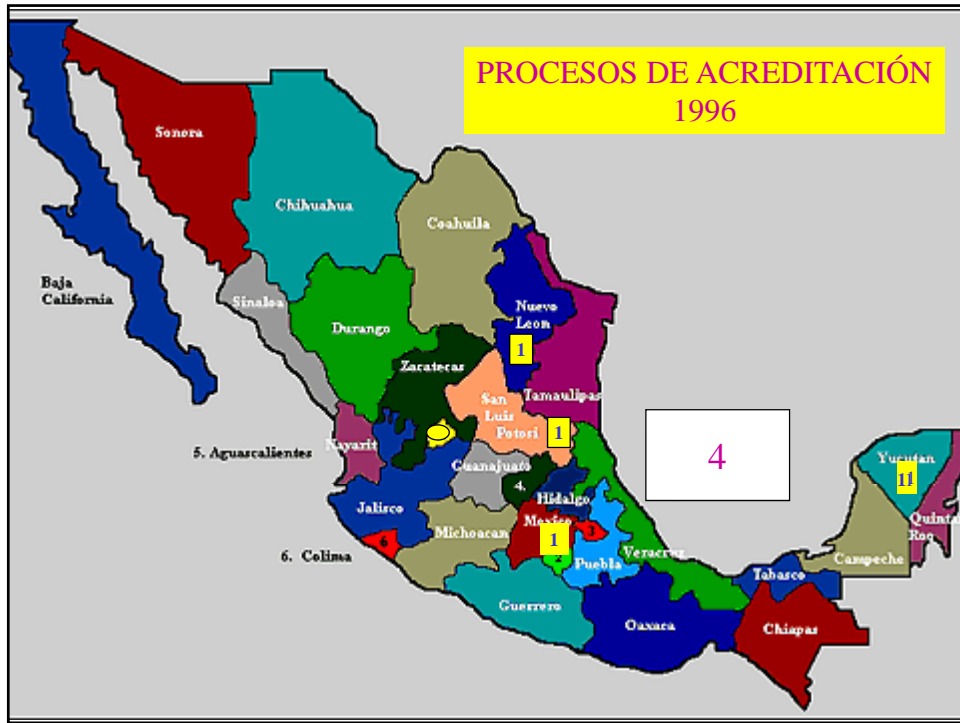 PROCESOS DE ACREDITACIÓN
1996
Sonora
Chihuahua
Coahuila
Baja
California
Sinaloa
Nuevo
Leon
Durango
1
Zacatecas
San
Luis
Potosi
Tamaulipas
1
4
Nayarit
5. Aguascalientes
Guanajuato
4.
Hidalgo
Yucatan
11
Quintana
Roo
Jalisco
Michoacan
Mexico
1
3
2
6
6. Colima
Puebla
Veracruz
Campeche
Tabasco
Guerrero
Oaxaca
Chiapas